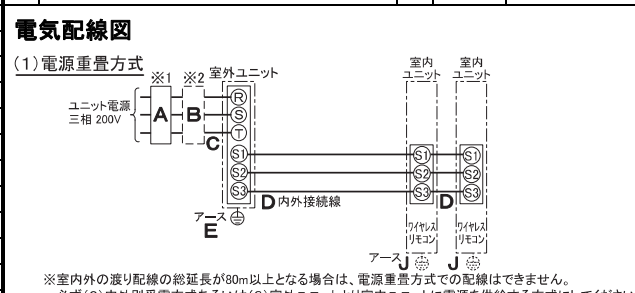 電気配線図
(1)電源重畳方式
※1 ※2 室外ユニット 室内ユニット 室内ユニット
ユニット電源
三相 200V
A B R
S
T
C
S1 S1 S1
S2 S2 S2
S3 S3 S3
D 内外接続線 D
アース
E
ワイヤレス
リモコン
ワイヤレス
リモコン
アース J J
※室内外の渡り配線の総延長が80m以上となる場合は、電源重畳方式での配線はできません。